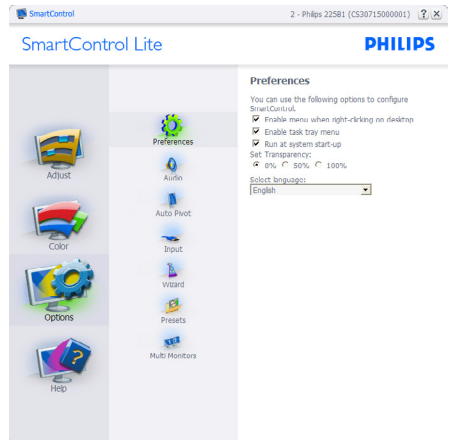 SmartControl
2 - Philips 225B1 (CS30715000001)
?
X
SmartControl Lite
PHILIPS
Adjust
Color
Options
Help
Preferences
Audio
Auto Pivot
Input
Wizard
Presets
Multi Monitors
Preferences
You can use the following options to configure
SmartControl.
Enable menu when right-clicking on desktop
Enable task tray menu
Run at system start-up
Set Transparency:
0% 50% 100%
Select language:
English